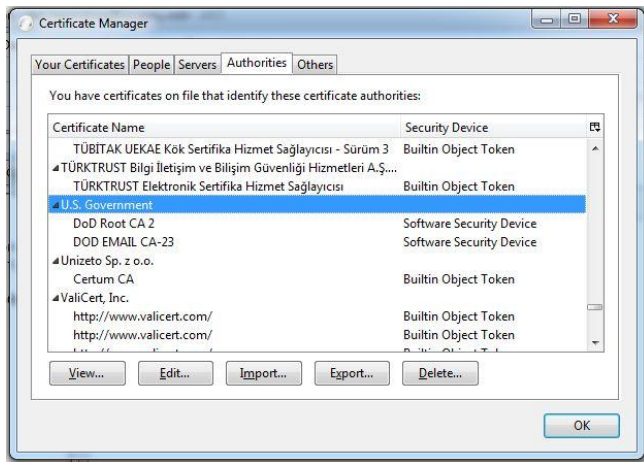 Certificate Manager
Your Certificates People Servers Authorities Others
You have certificates on file that identify these certificate authorities:
Certificate Name Security Device
TÜBİTAK UEKAE Kök Sertifika Hizmet Sağlayıcısı - Sürüm 3 Builtin Object Token
TÜRKTRUST Bilgi İletişim ve Bilişim Güvenliği Hizmetleri A.Ş....
TÜRKTRUST Elektronik Sertifika Hizmet Sağlayıcısı Builtin Object Token
U.S. Government
DoD Root CA 2 Software Security Device
DOD EMAIL CA-23 Software Security Device
Unizeto Sp. z o.o.
Certum CA Builtin Object Token
ValiCert, Inc.
http://www.valicert.com/ Builtin Object Token
http://www.valicert.com/ Builtin Object Token
View... Edit... Import... Export... Delete...
OK